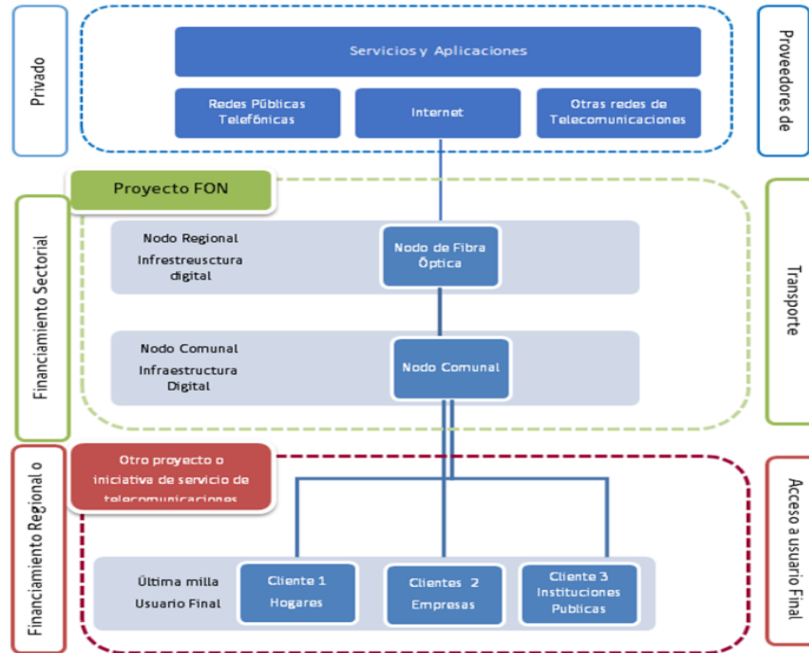 Privado
Servicios y Aplicaciones
Redes Públicas
Telefónicas
Internet
Otras redes de
Telecomunicaciones
Proveedores de
Financiamiento Sectorial
Proyecto FON
Nodo Regional
Infrestreusctura
digital
Nodo de Fibra
Óptica
Nodo Comunal
Infraestructura
Digital
Nodo Comunal
Transporte
Financiamiento Regional o
Otro proyecto o
iniciativa de servicio de
telecomunicaciones
Última milla
Usuario Final
Cliente 1
Hogares
Clientes 2
Empresas
Cliente 3
Instituciones
Publicas
Acceso a usuario Final